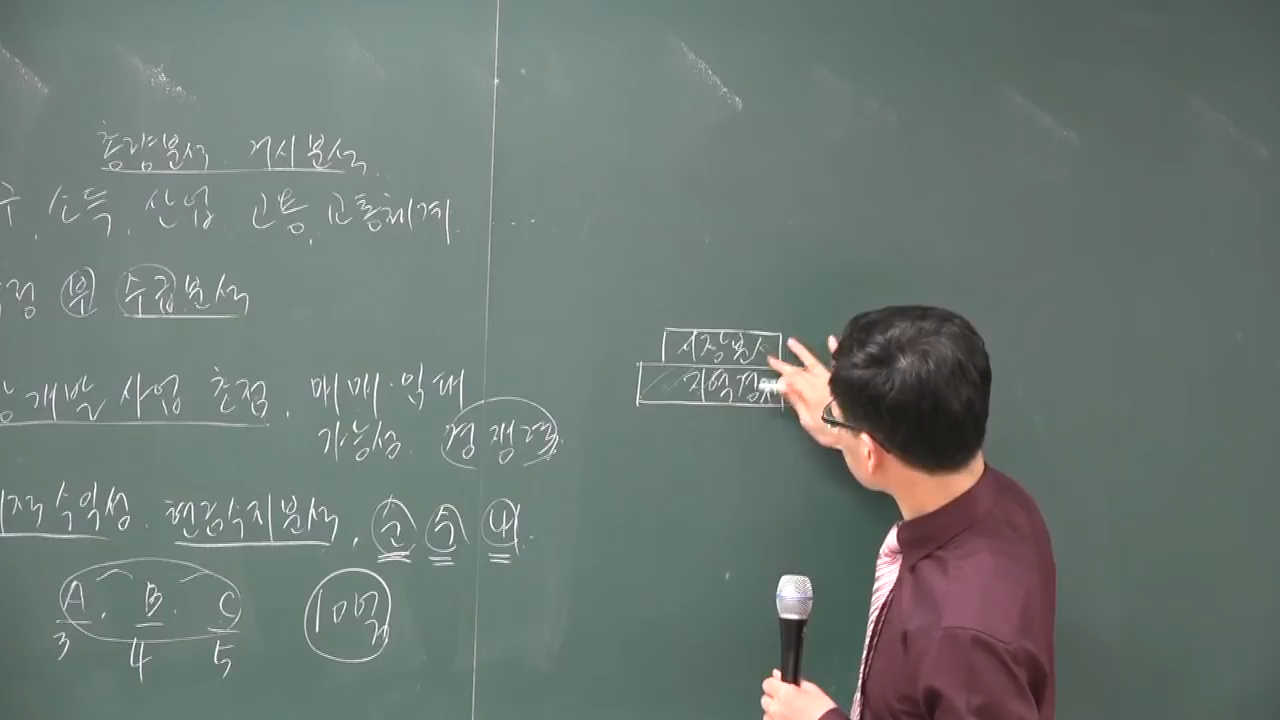 총량분석. 거시분석.
구, 소득, 산업 고용, 교통체계. ....
부 수급분석
개발 사업 초점, 매매·임대
가능성. 경쟁력.
수익성. 현금수지분석, 순 수 내.
A, B, C 10억
3 4 5
시장분석
지역경제